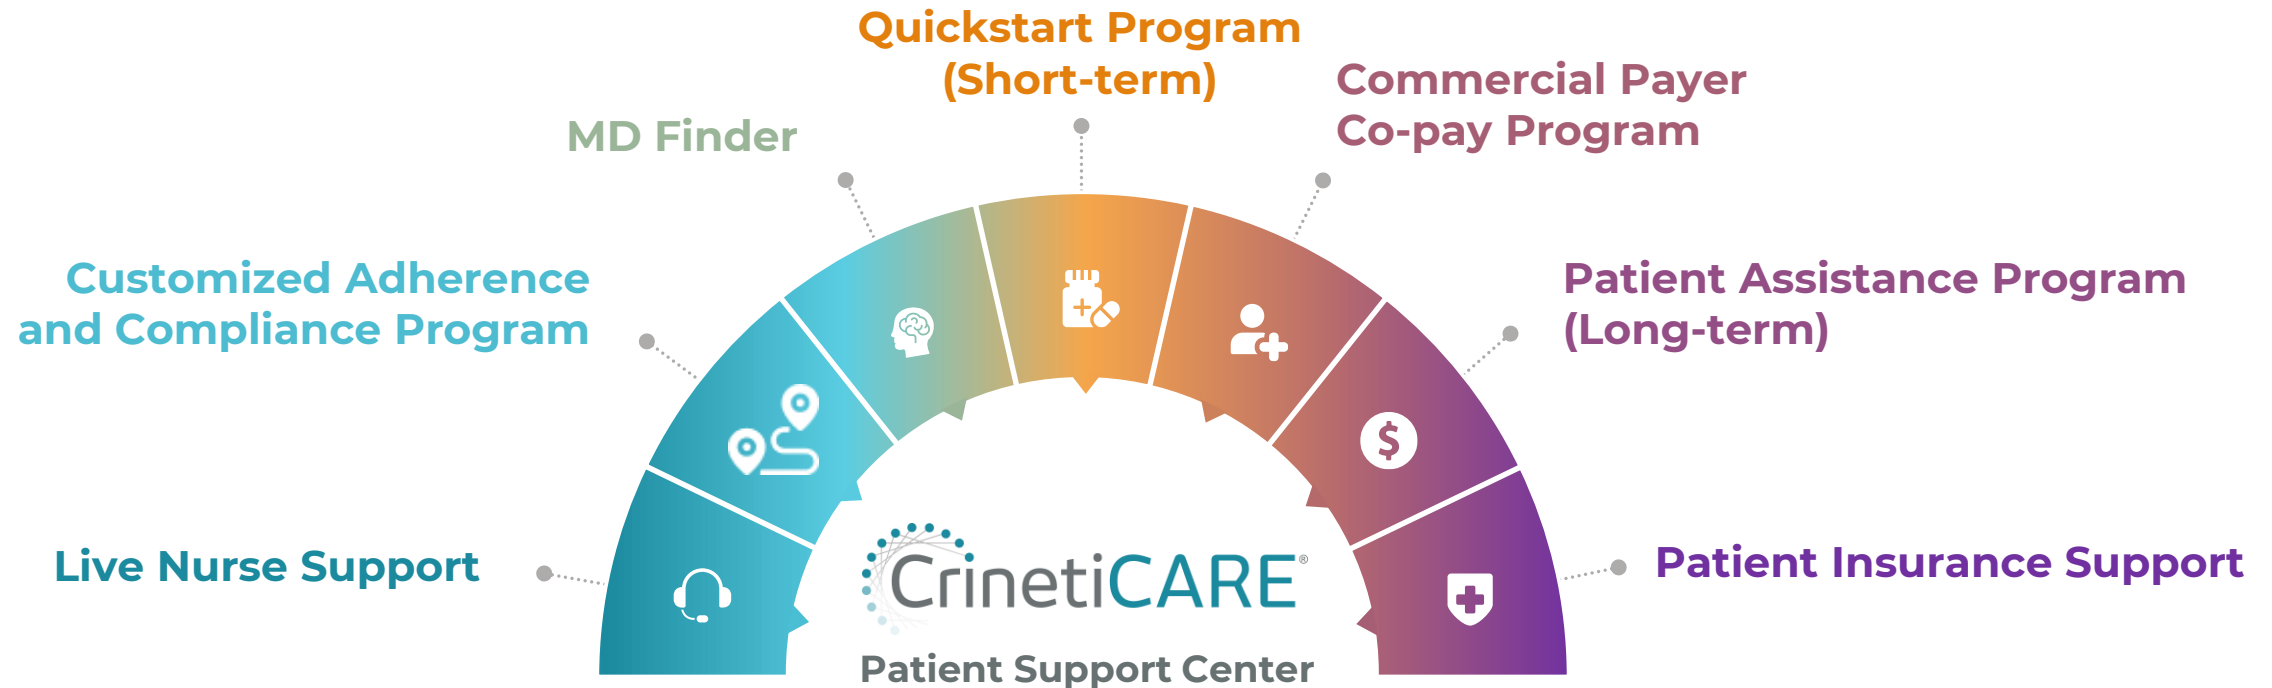 Quickstart Program
(Short-term)
Commercial Payer
Co-pay Program
MD Finder
Customized Adherence
and Compliance Program
Patient Assistance Program
(Long-term)
$
Live Nurse Support
CrinetiCARE®
Patient Insurance Support
Patient Support Center